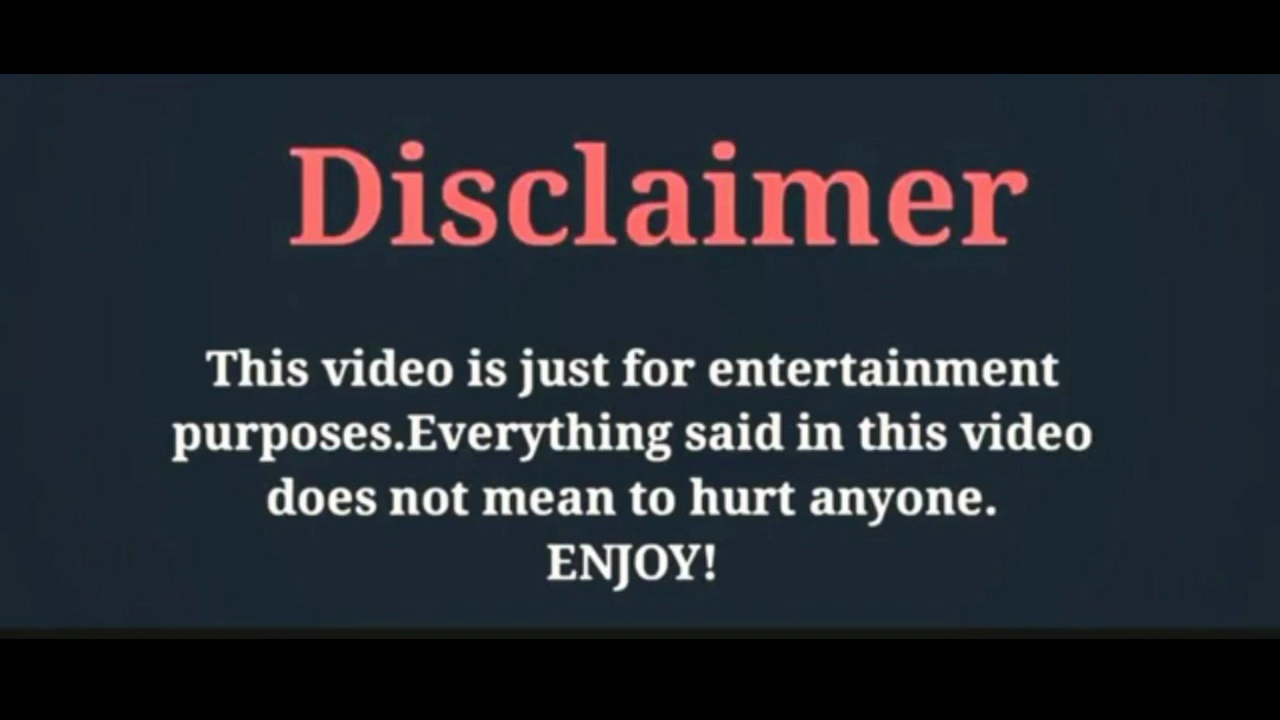 Disclaimer
This video is just for entertainment
purposes.Everything said in this video
does not mean to hurt anyone.
ENJOY!